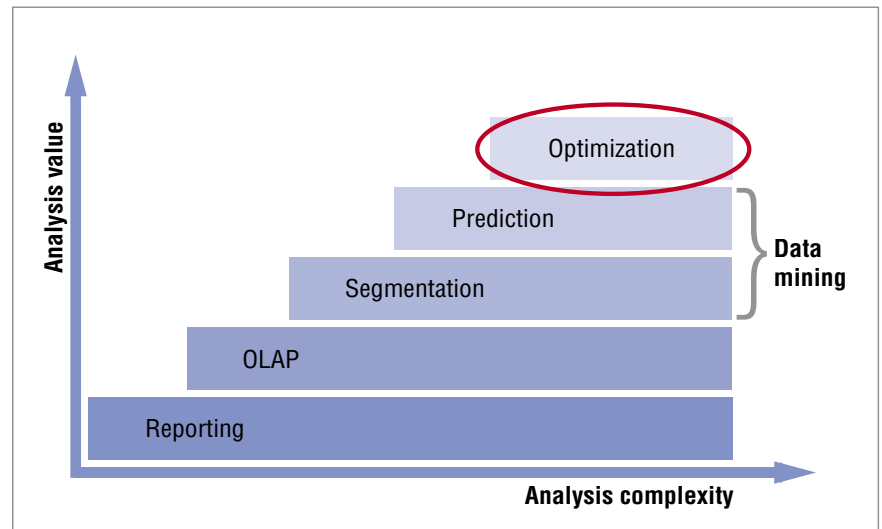 Analysis value
Optimization
Prediction
Data
mining
Segmentation
OLAP
Reporting
Analysis complexity